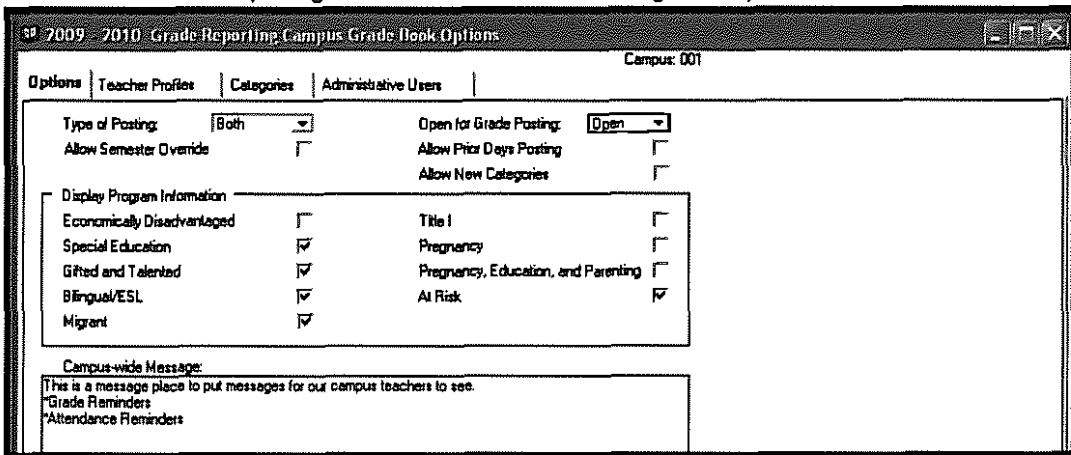 2009 - 2010 Grade Reporting Campus Grade Book Options
Campus: 001
Options Teacher Profiles Categories Administrative Users
Type of Posting: Both Open for Grade Posting: Open
Allow Semester Override Allow Prior Days Posting
Allow New Categories
Display Program Information
Economically Disadvantaged Title I
Special Education Pregnancy
Gifted and Talented Pregnancy, Education, and Parenting
Bilingual/ESL At Risk
Migrant
Campus-wide Message:
This is a message place to put messages for our campus teachers to see.
*Grade Reminders
*Attendance Reminders